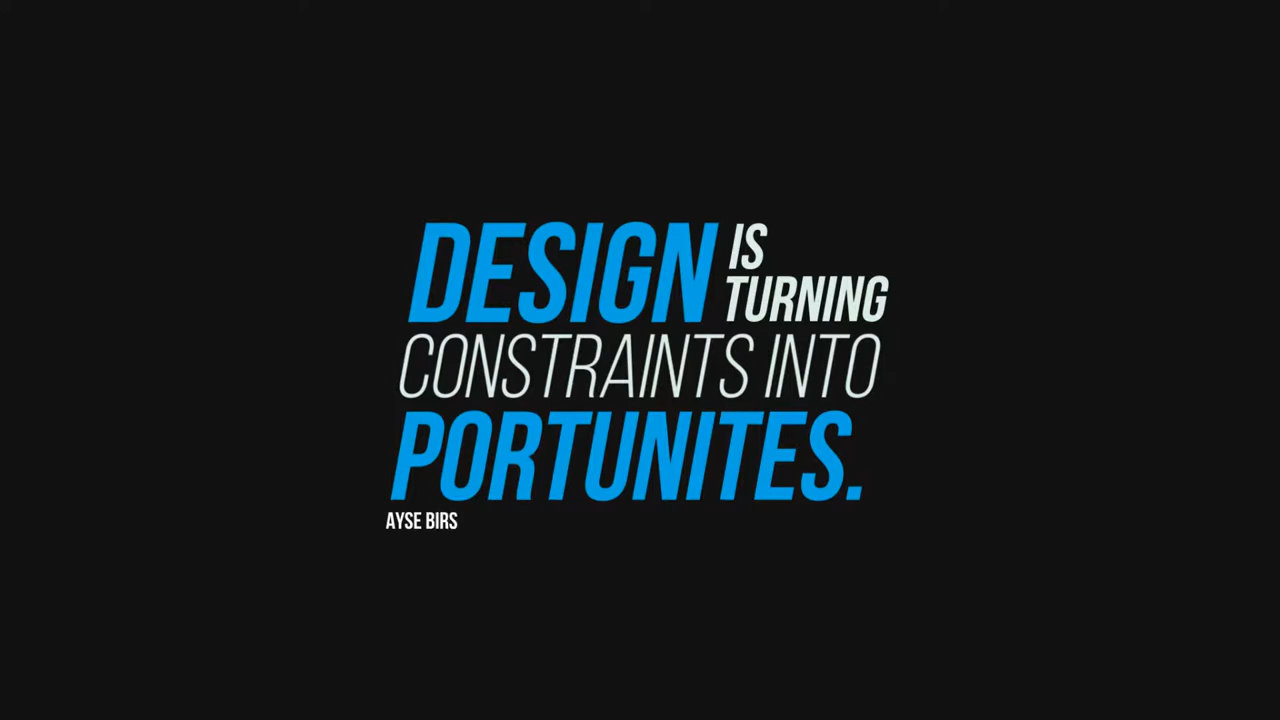 DESIGN IS
TURNING
CONSTRAINTS INTO
PORTUNITES.
AYSE BIRS